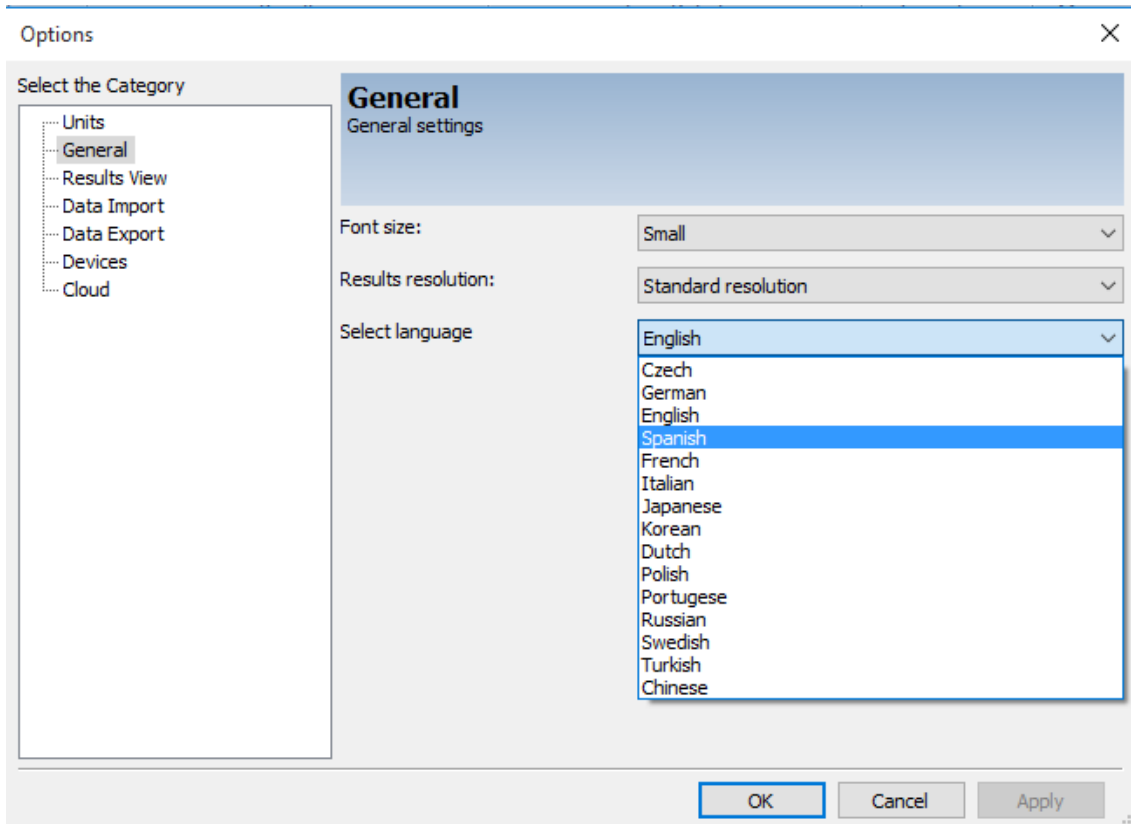 Options
Select the Category
Units
General
Results View
Data Import
Data Export
Devices
Cloud
General
General settings
Font size:
Small
Results resolution:
Standard resolution
Select language
English
Czech
German
English
Spanish
French
Italian
Japanese
Korean
Dutch
Polish
Portugese
Russian
Swedish
Turkish
Chinese
OK
Cancel
Apply